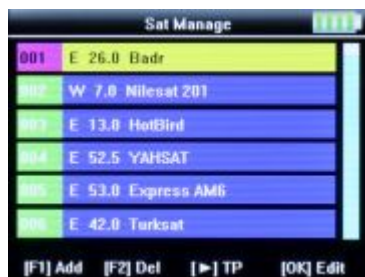 Sat Manage
001 E 26.0 Badr
002 W 7.0 Nilesat 201
003 E 13.0 HotBird
004 E 52.5 YAHSAT
005 E 53.0 Express AM6
006 E 42.0 Turksat
[F1] Add [F2] Del [►] TP [OK] Edit